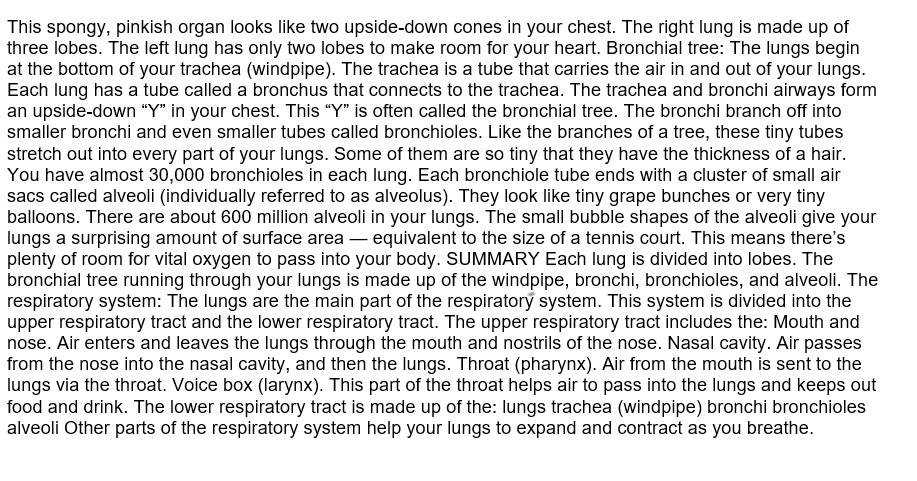 This spongy, pinkish organ looks like two upside-down cones in your chest. The right lung is made up of
three lobes. The left lung has only two lobes to make room for your heart. Bronchial tree: The lungs begin
at the bottom of your trachea (windpipe). The trachea is a tube that carries the air in and out of your lungs.
Each lung has a tube called a bronchus that connects to the trachea. The trachea and bronchi airways form
an upside-down “Y” in your chest. This “Y” is often called the bronchial tree. The bronchi branch off into
smaller bronchi and even smaller tubes called bronchioles. Like the branches of a tree, these tiny tubes
stretch out into every part of your lungs. Some of them are so tiny that they have the thickness of a hair.
You have almost 30,000 bronchioles in each lung. Each bronchiole tube ends with a cluster of small air
sacs called alveoli (individually referred to as alveolus). They look like tiny grape bunches or very tiny
balloons. There are about 600 million alveoli in your lungs. The small bubble shapes of the alveoli give your
lungs a surprising amount of surface area — equivalent to the size of a tennis court. This means there’s
plenty of room for vital oxygen to pass into your body. SUMMARY Each lung is divided into lobes. The
bronchial tree running through your lungs is made up of the windpipe, bronchi, bronchioles, and alveoli. The
respiratory system: The lungs are the main part of the respiratory system. This system is divided into the
upper respiratory tract and the lower respiratory tract. The upper respiratory tract includes the: Mouth and
nose. Air enters and leaves the lungs through the mouth and nostrils of the nose. Nasal cavity. Air passes
from the nose into the nasal cavity, and then the lungs. Throat (pharynx). Air from the mouth is sent to the
lungs via the throat. Voice box (larynx). This part of the throat helps air to pass into the lungs and keeps out
food and drink. The lower respiratory tract is made up of the: lungs trachea (windpipe) bronchi bronchioles
alveoli Other parts of the respiratory system help your lungs to expand and contract as you breathe.